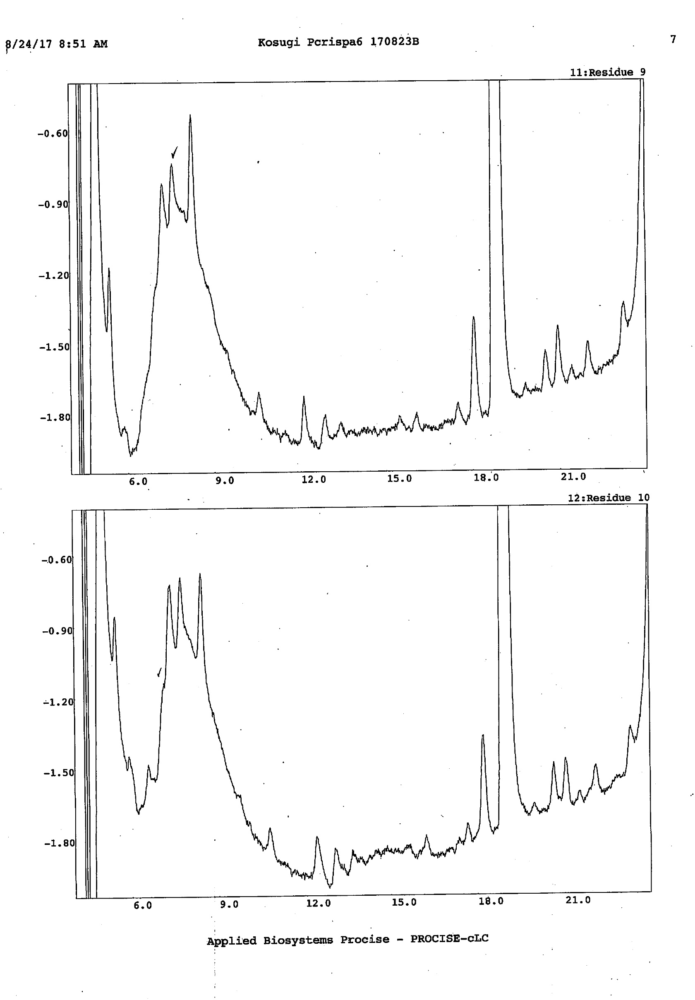 8/24/17 8:51 AM Kosugi Pcrispa6 170823B 7
11:Residue 9
-0.60
-0.90
-1.20
-1.50
-1.80
6.0 9.0 12.0 15.0 18.0 21.0
12:Residue 10
-0.60
-0.90
-1.20
-1.50
-1.80
6.0 9.0 12.0 15.0 18.0 21.0
Applied Biosystems Procise - PROCISE-cLC